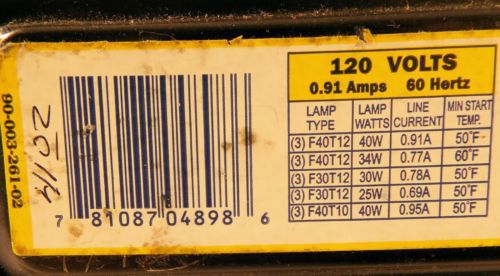 90-003-261-02
7 81087 04898 6
120 VOLTS
0.91 Amps 60 Hertz
LAMP TYPE LAMP WATTS LINE CURRENT MIN START TEMP.
(3) F40T12 40W 0.91A 50°F
(3) F40T12 34W 0.77A 60°F
(3) F30T12 30W 0.78A 50°F
(3) F30T12 25W 0.69A 50°F
(3) F40T10 40W 0.95A 50°F